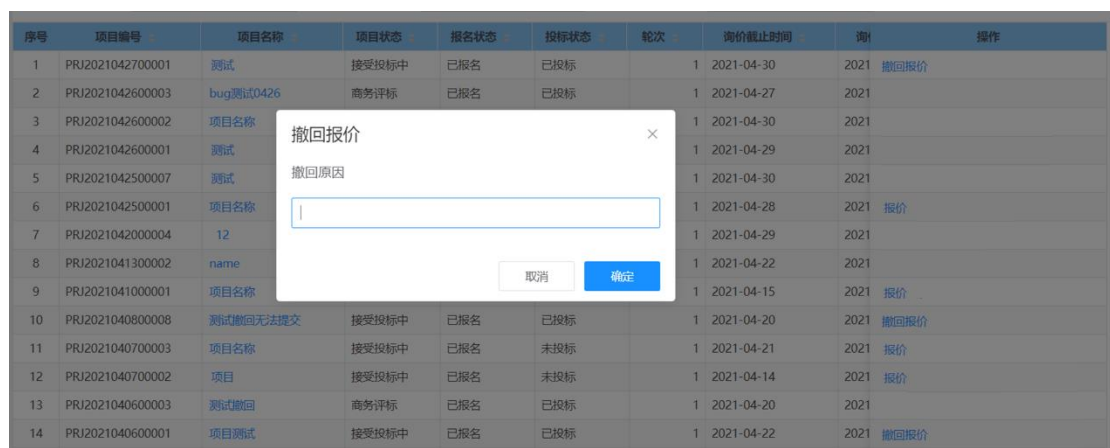 序号 项目编号 项目名称 项目状态 报名状态 投标状态 轮次 询价截止时间 操作
1 PRJ2021042700001 测试 接受投标中 已报名 已投标 1 2021-04-30 2021 撤回报价
2 PRJ2021042600003 bug测试0426 商务评标 已报名 已投标 1 2021-04-27 2021
3 PRJ2021042600002 项目名称 1 2021-04-30 2021
撤回报价
4 PRJ2021042600001 测试 1 2021-04-29 2021
撤回原因
5 PRJ2021042500007 测试 1 2021-04-30 2021
6 PRJ2021042500001 项目名称 1 2021-04-28 2021 报价
7 PRJ2021042000004 12 1 2021-04-29 2021
8 PRJ2021041300002 name 1 2021-04-22 2021
取消 确定
9 PRJ2021041000001 项目名称 1 2021-04-15 2021 报价
10 PRJ2021040800008 测试撤回无法提交 接受投标中 已报名 已投标 1 2021-04-20 2021 撤回报价
11 PRJ2021040700003 项目名称 接受投标中 已报名 未投标 1 2021-04-21 2021 报价
12 PRJ2021040700002 项目 接受投标中 已报名 未投标 1 2021-04-14 2021 报价
13 PRJ2021040600003 测试撤回 商务评标 已报名 已投标 1 2021-04-20 2021
14 PRJ2021040600001 项目测试 接受投标中 已报名 已投标 1 2021-04-22 2021 撤回报价